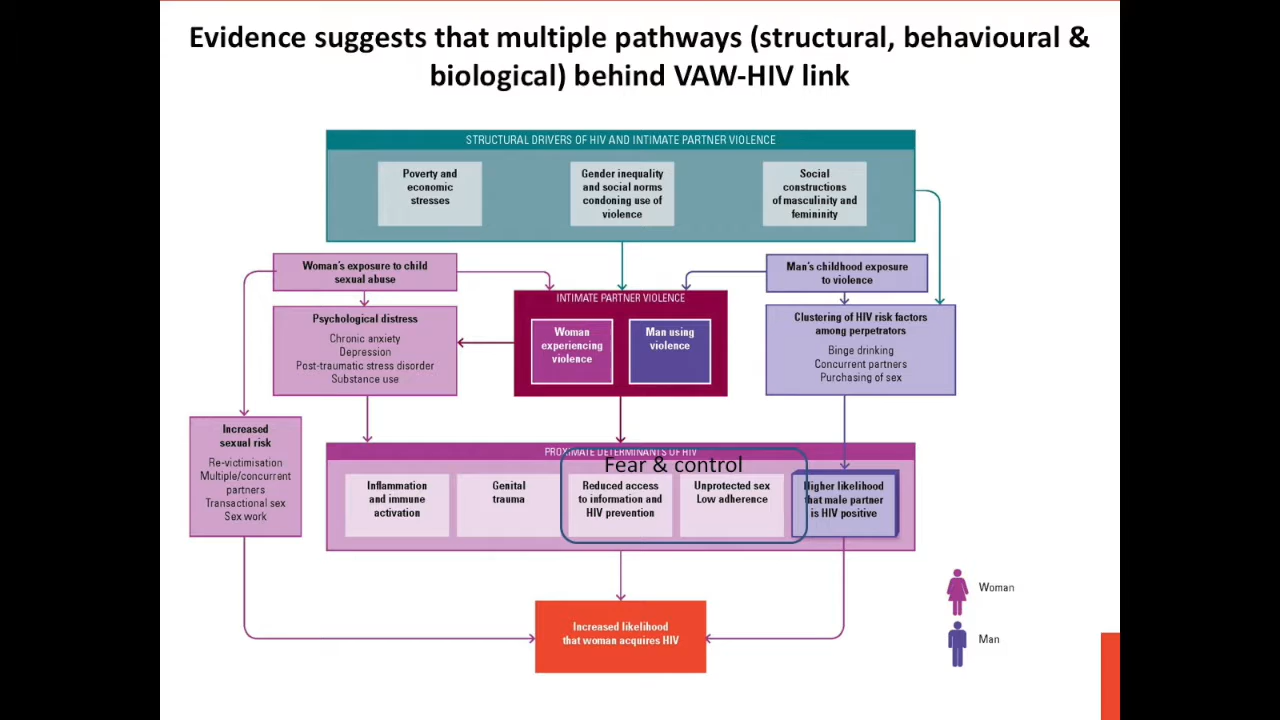 Evidence suggests that multiple pathways (structural, behavioural &
biological) behind VAW-HIV link
STRUCTURAL DRIVERS OF HIV AND INTIMATE PARTNER VIOLENCE
Poverty and
economic
stresses
Gender inequality
and social norms
condoning use of
violence
Social
constructions
of masculinity and
femininity
Woman's exposure to child
sexual abuse
Man's childhood exposure
to violence
INTIMATE PARTNER VIOLENCE
Woman
experiencing
violence
Man using
violence
Psychological distress
Chronic anxiety
Depression
Post-traumatic stress disorder
Substance use
Clustering of HIV risk factors
among perpetrators
Binge drinking
Concurrent partners
Purchasing of sex
Increased
sexual risk
Re-victimisation
Multiple/concurrent
partners
Transactional sex
Sex work
PROXIMATE DETERMINANTS OF HIV
Fear & control
Inflammation
and immune
activation
Genital
trauma
Reduced access
to information and
HIV prevention
Unprotected sex
Low adherence
Higher likelihood
that male partner
is HIV positive
Increased likelihood
that woman acquires HIV
Woman
Man